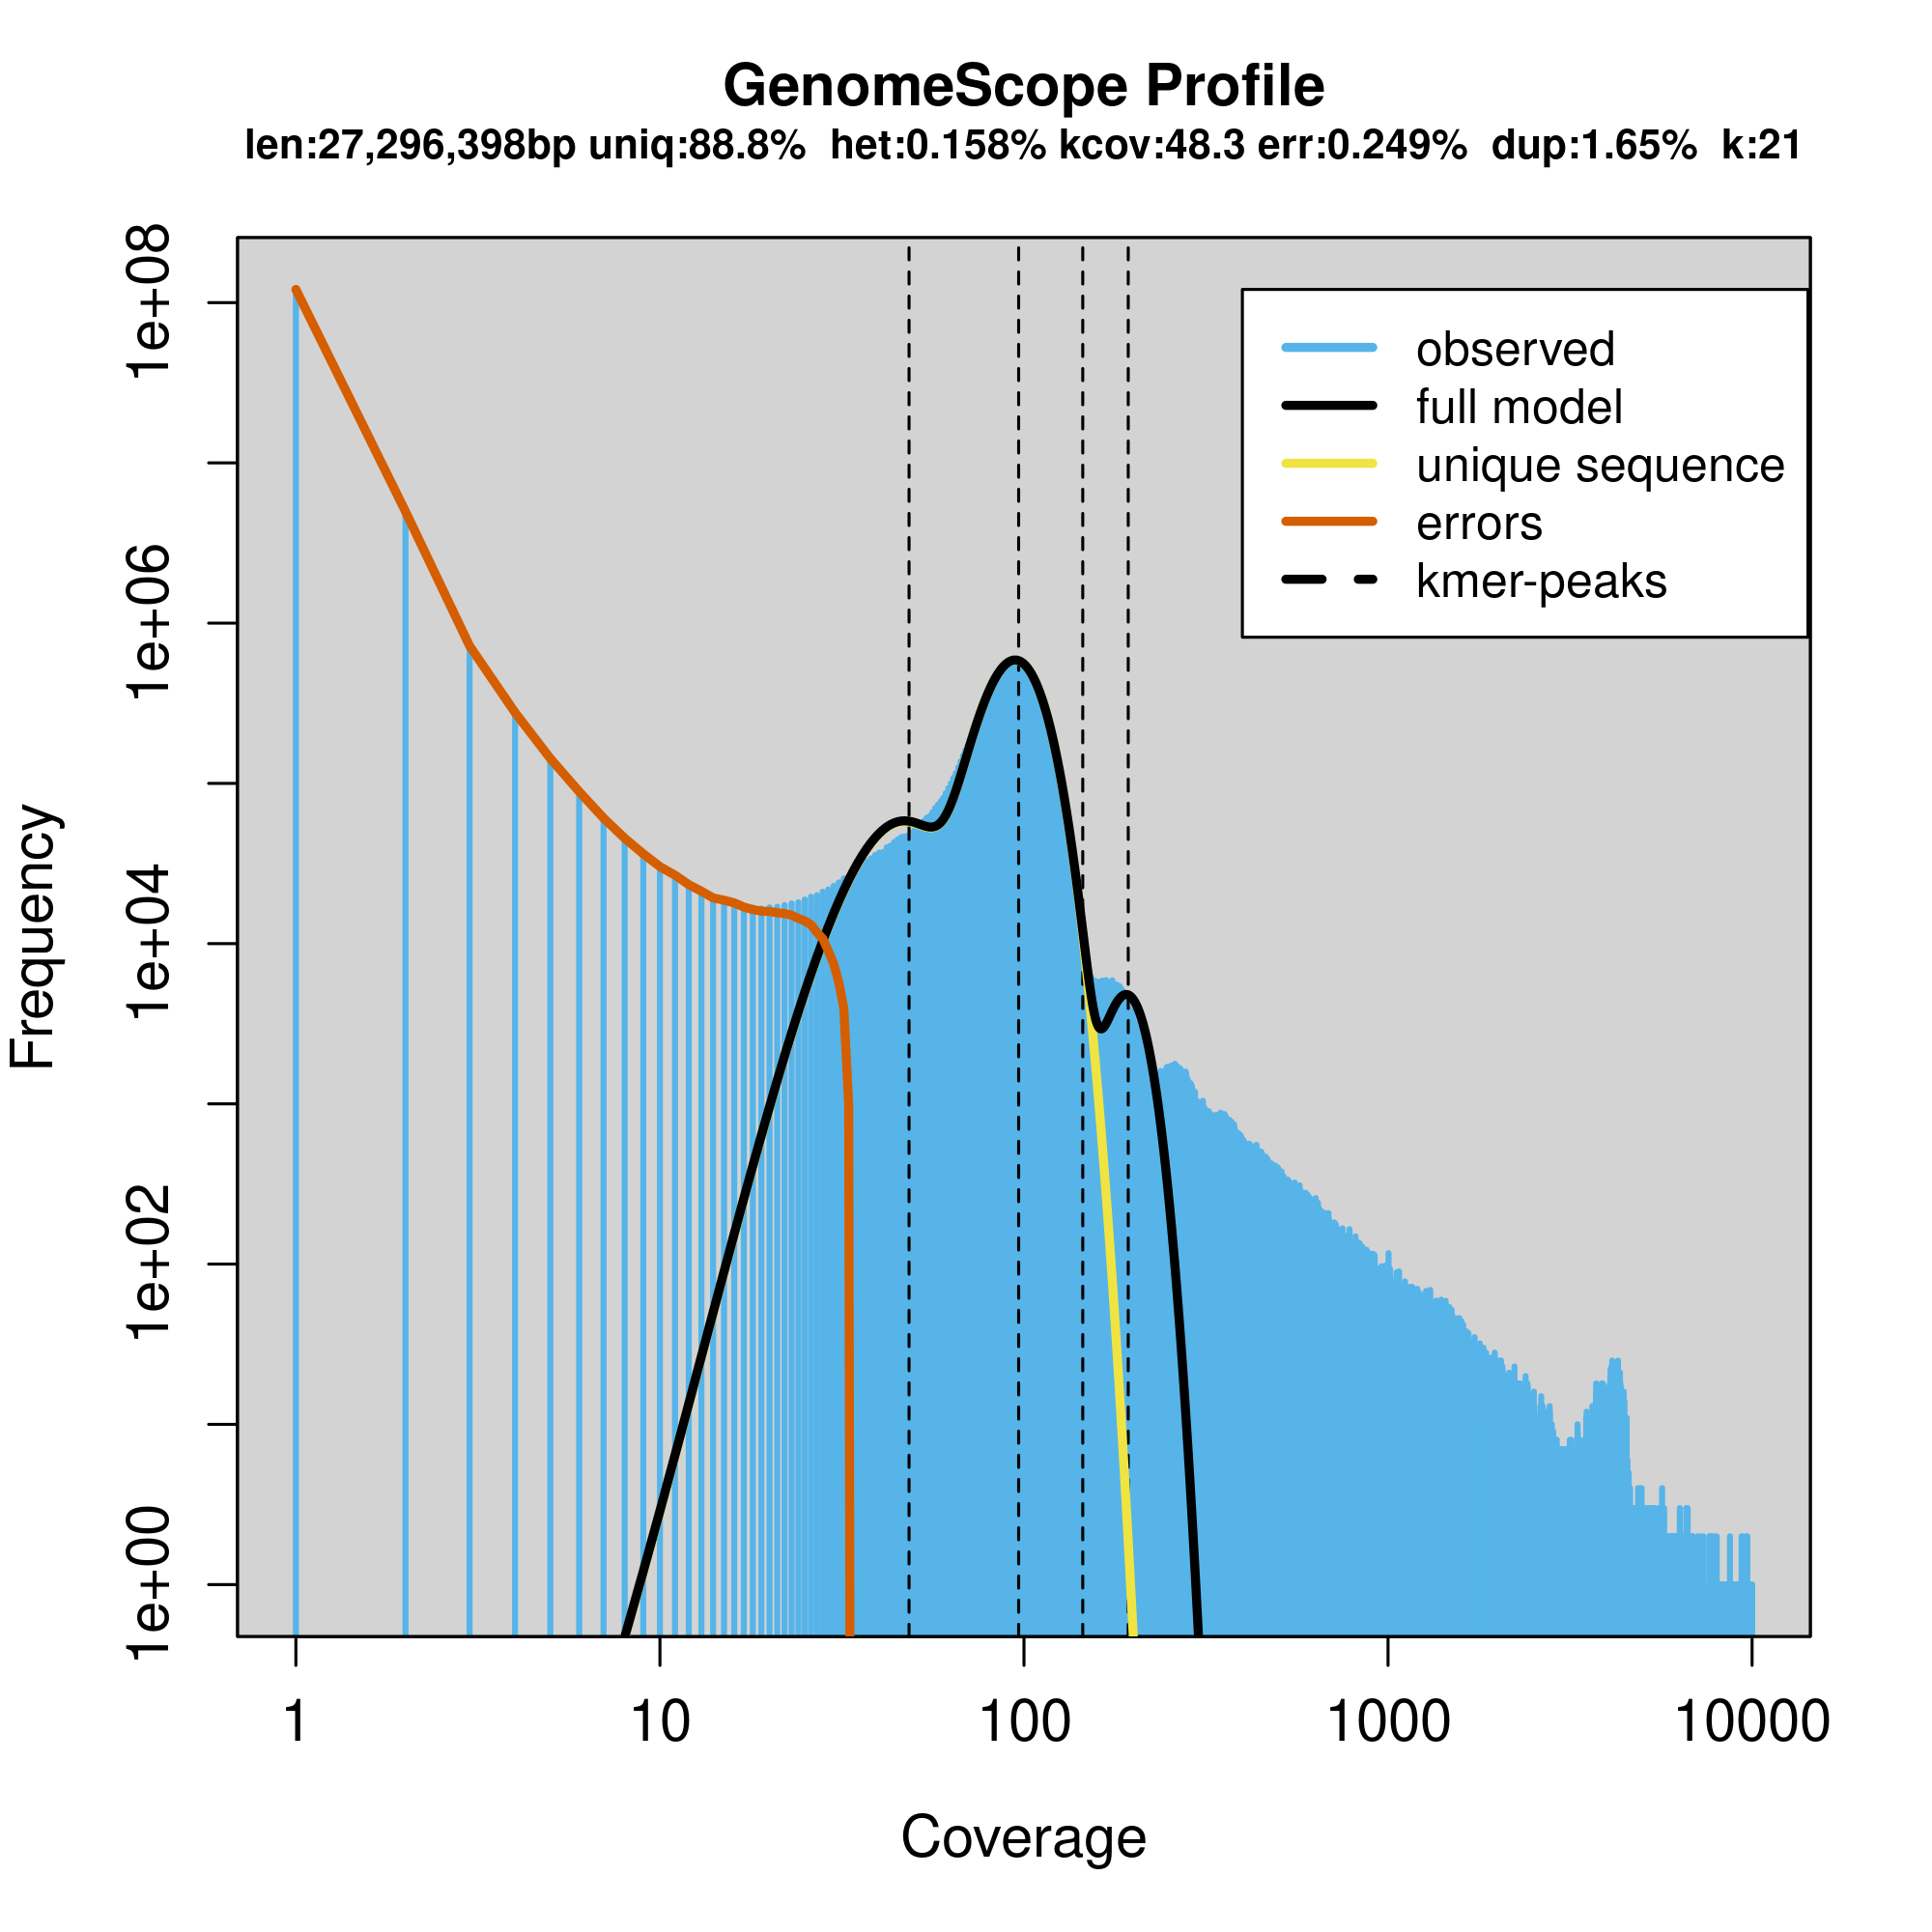 GenomeScope Profile
len:27,296,398bp uniq:88.8% het:0.158% kcov:48.3 err:0.249% dup:1.65% k:21
1e+08
1e+06
1e+04
1e+02
1e+00
Frequency
observed
full model
unique sequence
errors
kmer-peaks
1
10
100
1000
10000
Coverage